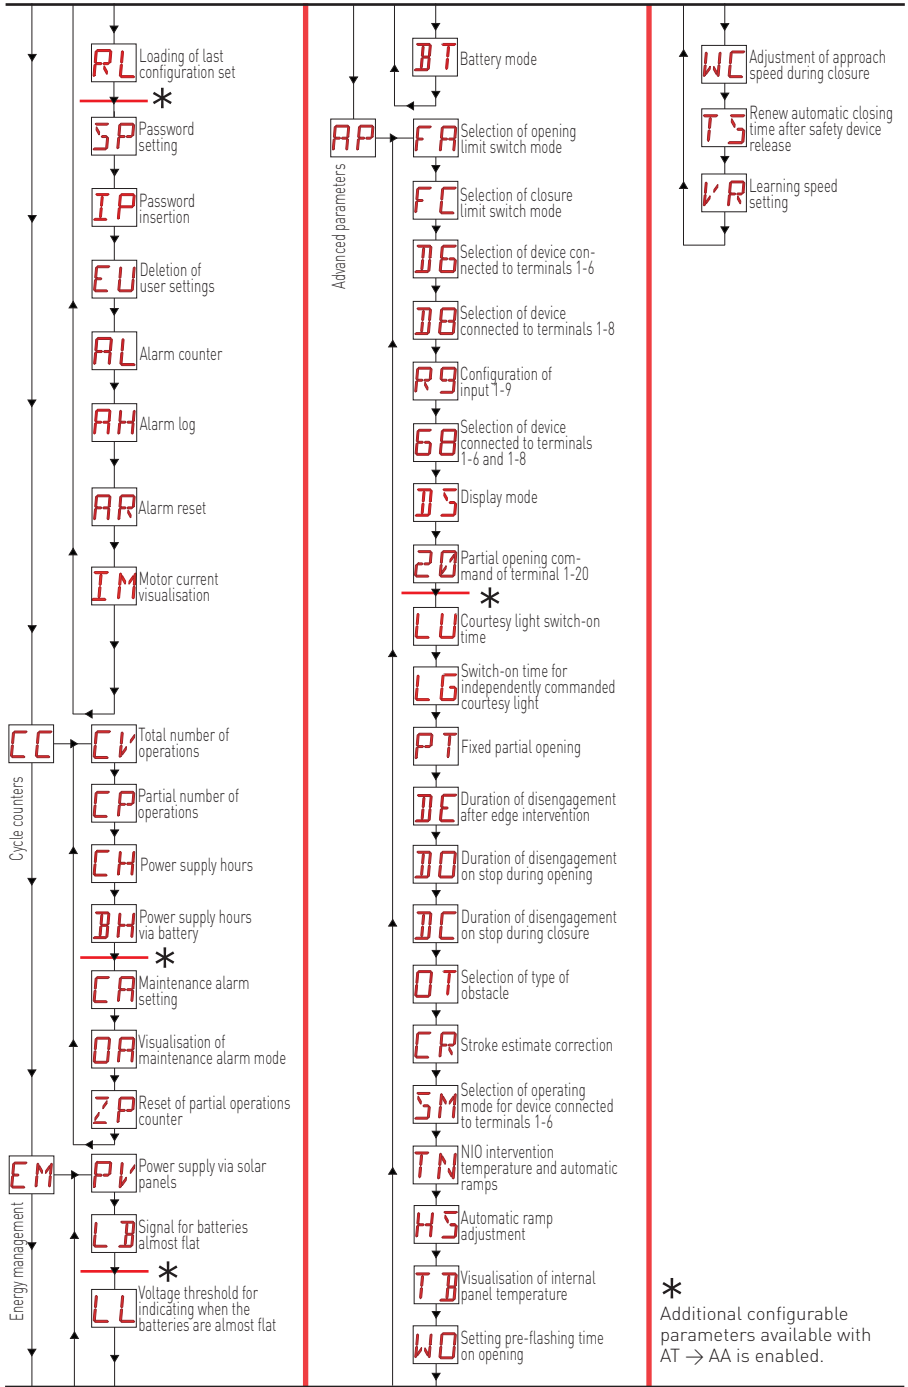 RL
Loading of last
configuration set
*
SP
Password
setting
IP
Password
insertion
EU
Deletion of
user settings
AL
Alarm counter
AH
Alarm log
AR
Alarm reset
IM
Motor current
visualisation
CC
Cycle counters
CV
Total number of
operations
CP
Partial number of
operations
CH
Power supply hours
BH
Power supply hours
via battery
*
CA
Maintenance alarm
setting
OA
Visualisation of
maintenance alarm mode
ZP
Reset of partial operations
counter
EM
Energy management
PV
Power supply via solar
panels
LB
Signal for batteries
almost flat
*
LL
Voltage threshold for
indicating when the
batteries are almost flat
BT
Battery mode
AP
Advanced parameters
FA
Selection of opening
limit switch mode
FC
Selection of closure
limit switch mode
D6
Selection of device con-
nected to terminals 1-6
D8
Selection of device
connected to terminals 1-8
R9
Configuration of
input 1-9
68
Selection of device
connected to terminals
1-6 and 1-8
DS
Display mode
20
Partial opening com-
mand of terminal 1-20
*
LU
Courtesy light switch-on
time
LG
Switch-on time for
independently commanded
courtesy light
PT
Fixed partial opening
DE
Duration of disengagement
after edge intervention
DO
Duration of disengagement
on stop during opening
DC
Duration of disengagement
on stop during closure
OT
Selection of type of
obstacle
CR
Stroke estimate correction
SM
Selection of operating
mode for device connected
to terminals 1-6
TN
NIO intervention
temperature and automatic
ramps
HS
Automatic ramp
adjustment
TB
Visualisation of internal
panel temperature
WO
Setting pre-flashing time
on opening
WC
Adjustment of approach
speed during closure
TS
Renew automatic closing
time after safety device
release
VR
Learning speed
setting
*
Additional configurable
parameters available with
AT → AA is enabled.